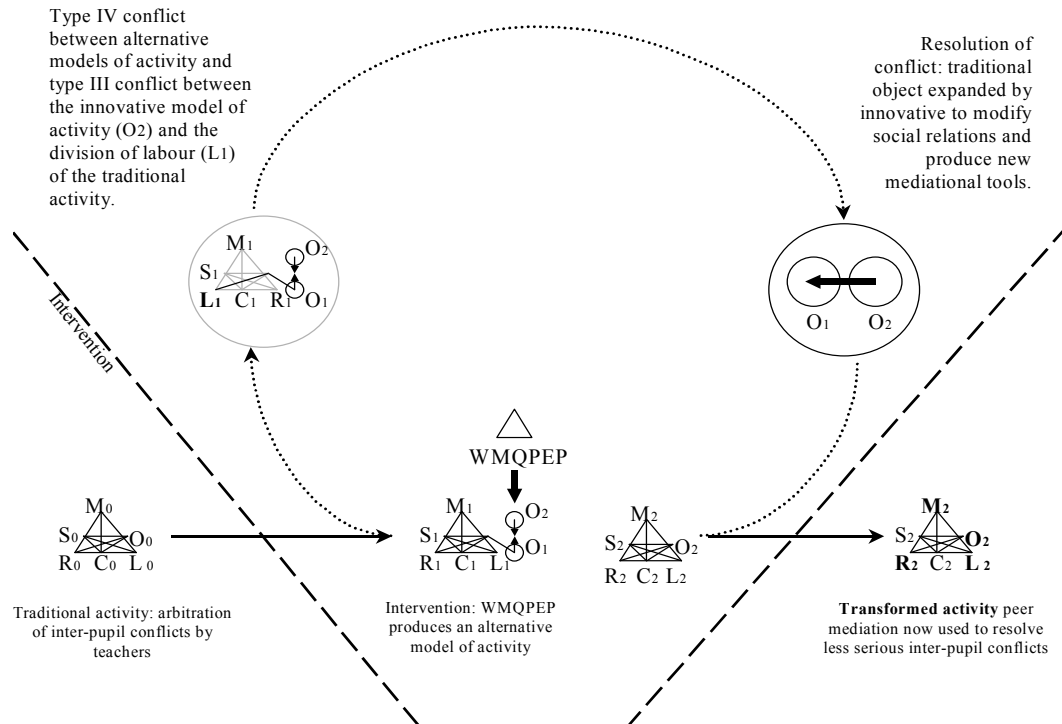 Type IV conflict
between alternative
models of activity and
type III conflict between
the innovative model of
activity (O2) and the
division of labour (L1)
of the traditional
activity.
Resolution of
conflict: traditional
object expanded by
innovative to modify
social relations and
produce new
mediational tools.
M1
O2
S1
L1 C1 R1 O1
O1 O2
Intervention
WMQPEP
M0
S0 O0
R0 C0 L0
M1
O2
S1 O1
R1 C1 L1
M2
S2 O2
R2 C2 L2
M2
S2 O2
R2 C2 L2
Traditional activity: arbitration
of inter-pupil conflicts by
teachers
Intervention: WMQPEP
produces an alternative
model of activity
Transformed activity peer
mediation now used to resolve
less serious inter-pupil conflicts